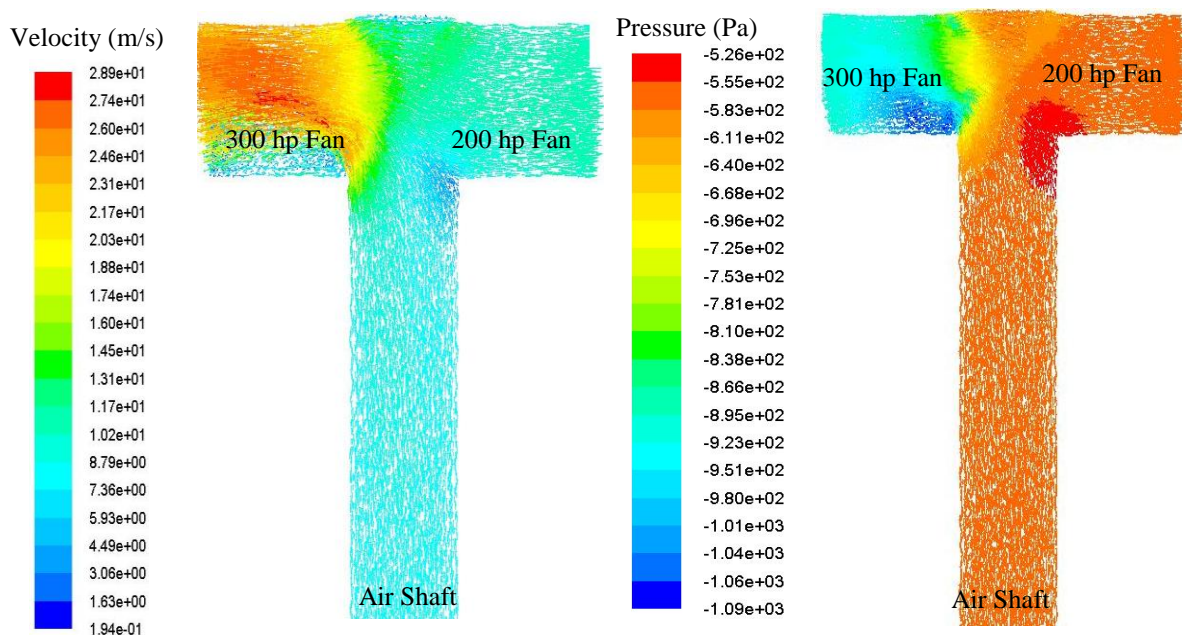 Velocity (m/s)
2.89e+01
2.74e+01
2.60e+01
2.46e+01
2.31e+01
2.17e+01
2.03e+01
1.88e+01
1.74e+01
1.60e+01
1.45e+01
1.31e+01
1.17e+01
1.02e+01
8.79e+00
7.36e+00
5.93e+00
4.49e+00
3.06e+00
1.63e+00
1.94e-01
300 hp Fan
200 hp Fan
Air Shaft
Pressure (Pa)
-5.26e+02
-5.55e+02
-5.83e+02
-6.11e+02
-6.40e+02
-6.68e+02
-6.96e+02
-7.25e+02
-7.53e+02
-7.81e+02
-8.10e+02
-8.38e+02
-8.66e+02
-8.95e+02
-9.23e+02
-9.51e+02
-9.80e+02
-1.01e+03
-1.04e+03
-1.06e+03
-1.09e+03
300 hp Fan
200 hp Fan
Air Shaft